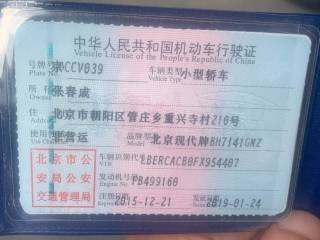 中华人民共和国机动车行驶证
Vehicle License of the People's Republic of China
号牌号码 京CCV839 车辆类型 小型轿车
Plate No. Vehicle Type
所有人 张春成
Owner
住址 北京市朝阳区管庄乡重兴寺村210号
Address
使用性质 非营运 品牌型号 北京现代牌BH7141GMZ
Use Character Model
北京市公 车辆识别代号 LBERCACB0FX954407
VIN
安局公安 发动机号码 FB499160
Engine No.
交通管理局 注册日期 2015-12-21 发证日期 2019-01-24